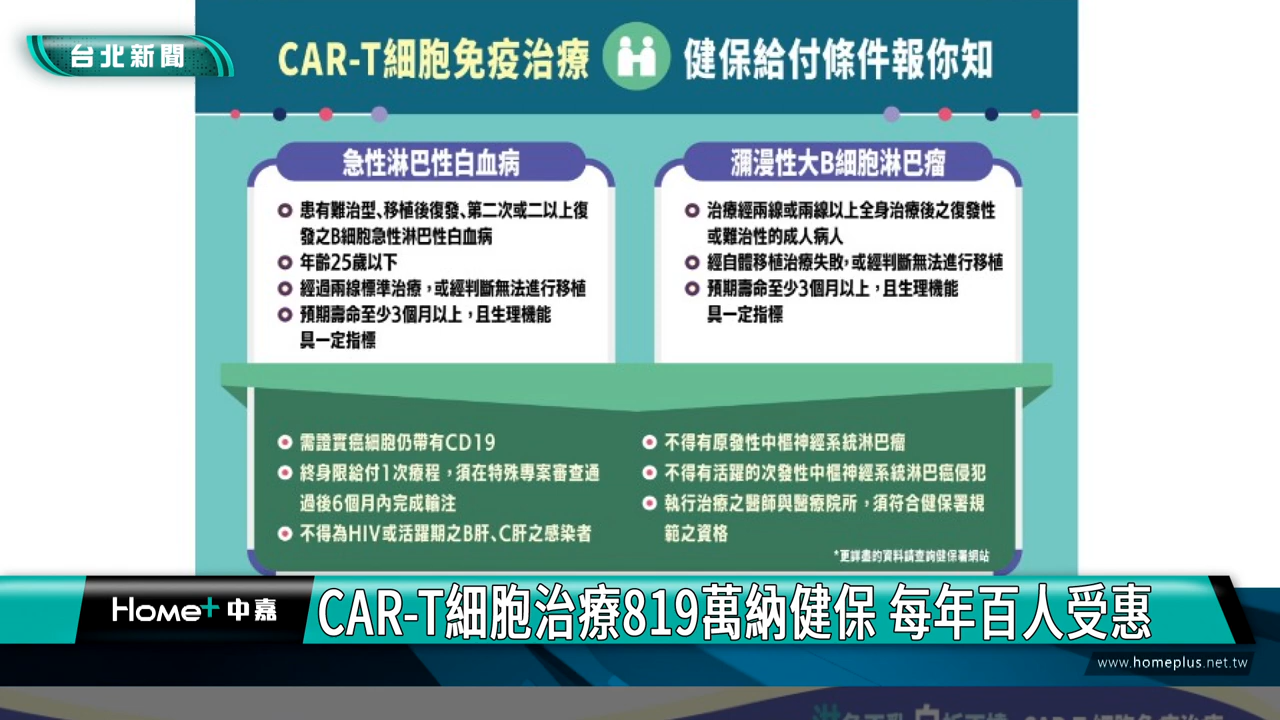 台北新聞
CAR-T細胞免疫治療 健保給付條件報你知
急性淋巴性白血病
患有難治型、移植後復發、第二次或二以上復
發之B細胞急性淋巴性白血病
年齡25歲以下
經過兩線標準治療，或經判斷無法進行移植
預期壽命至少3個月以上，且生理機能
具一定指標
瀰漫性大B細胞淋巴瘤
治療經兩線或兩線以上全身治療後之復發性
或難治性的成人病人
經自體移植治療失敗，或經判斷無法進行移植
預期壽命至少3個月以上，且生理機能
具一定指標
需證實癌細胞仍帶有CD19
終身限給付1次療程，須在特殊專案審查通
過後6個月內完成輸注
不得為HIV或活躍期之B肝、C肝之感染者
不得有原發性中樞神經系統淋巴瘤
不得有活躍的次發性中樞神經系統淋巴癌侵犯
執行治療之醫師與醫療院所，須符合健保署規
範之資格
*更詳盡的資料請查詢健保署網站
Home+中嘉
CAR-T細胞治療819萬納健保 每年百人受惠
www.homeplus.net.tw